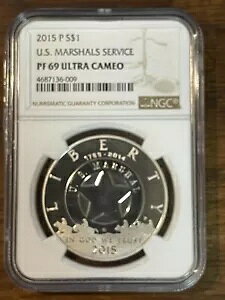 2015 P S$1
U.S. MARSHALS SERVICE
PF 69 ULTRA CAMEO
4687136-009
NUMISMATIC GUARANTY CORPORATION
NGC
LIBERTY
1789-2014
U.S. MARSHAL
IN GOD WE TRUST
2015